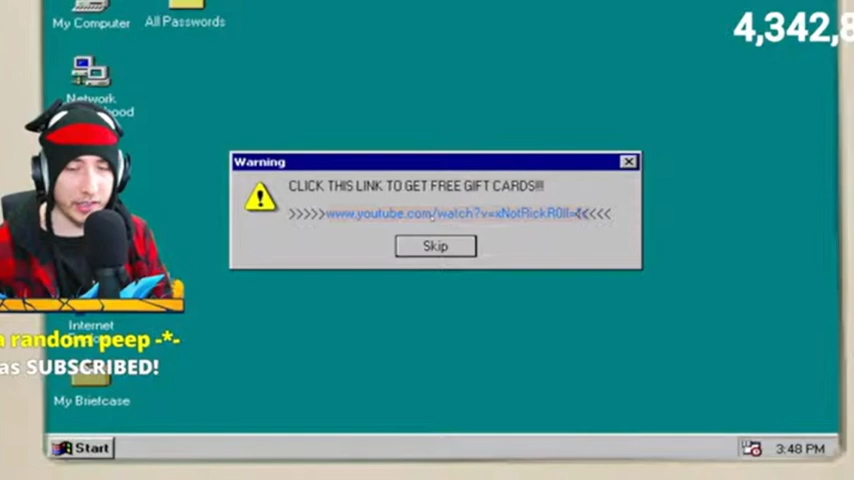 4,342,8
My Computer
All Passwords
Network
hood
Warning
CLICK THIS LINK TO GET FREE GIFT CARDS!!!
>>>>>www.youtube.com/watch?v=xNotRickR0ll=<<<<<
Skip
a random peep -*-
as SUBSCRIBED!
Internet
My Briefcase
Start
3:48 PM